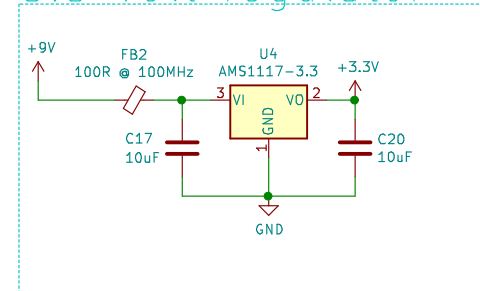 +9V
FB2
100R @ 100MHz
U4
AMS1117-3.3
+3.3V
3
VI
VO
2
GND
1
C17
10uF
C20
10uF
GND